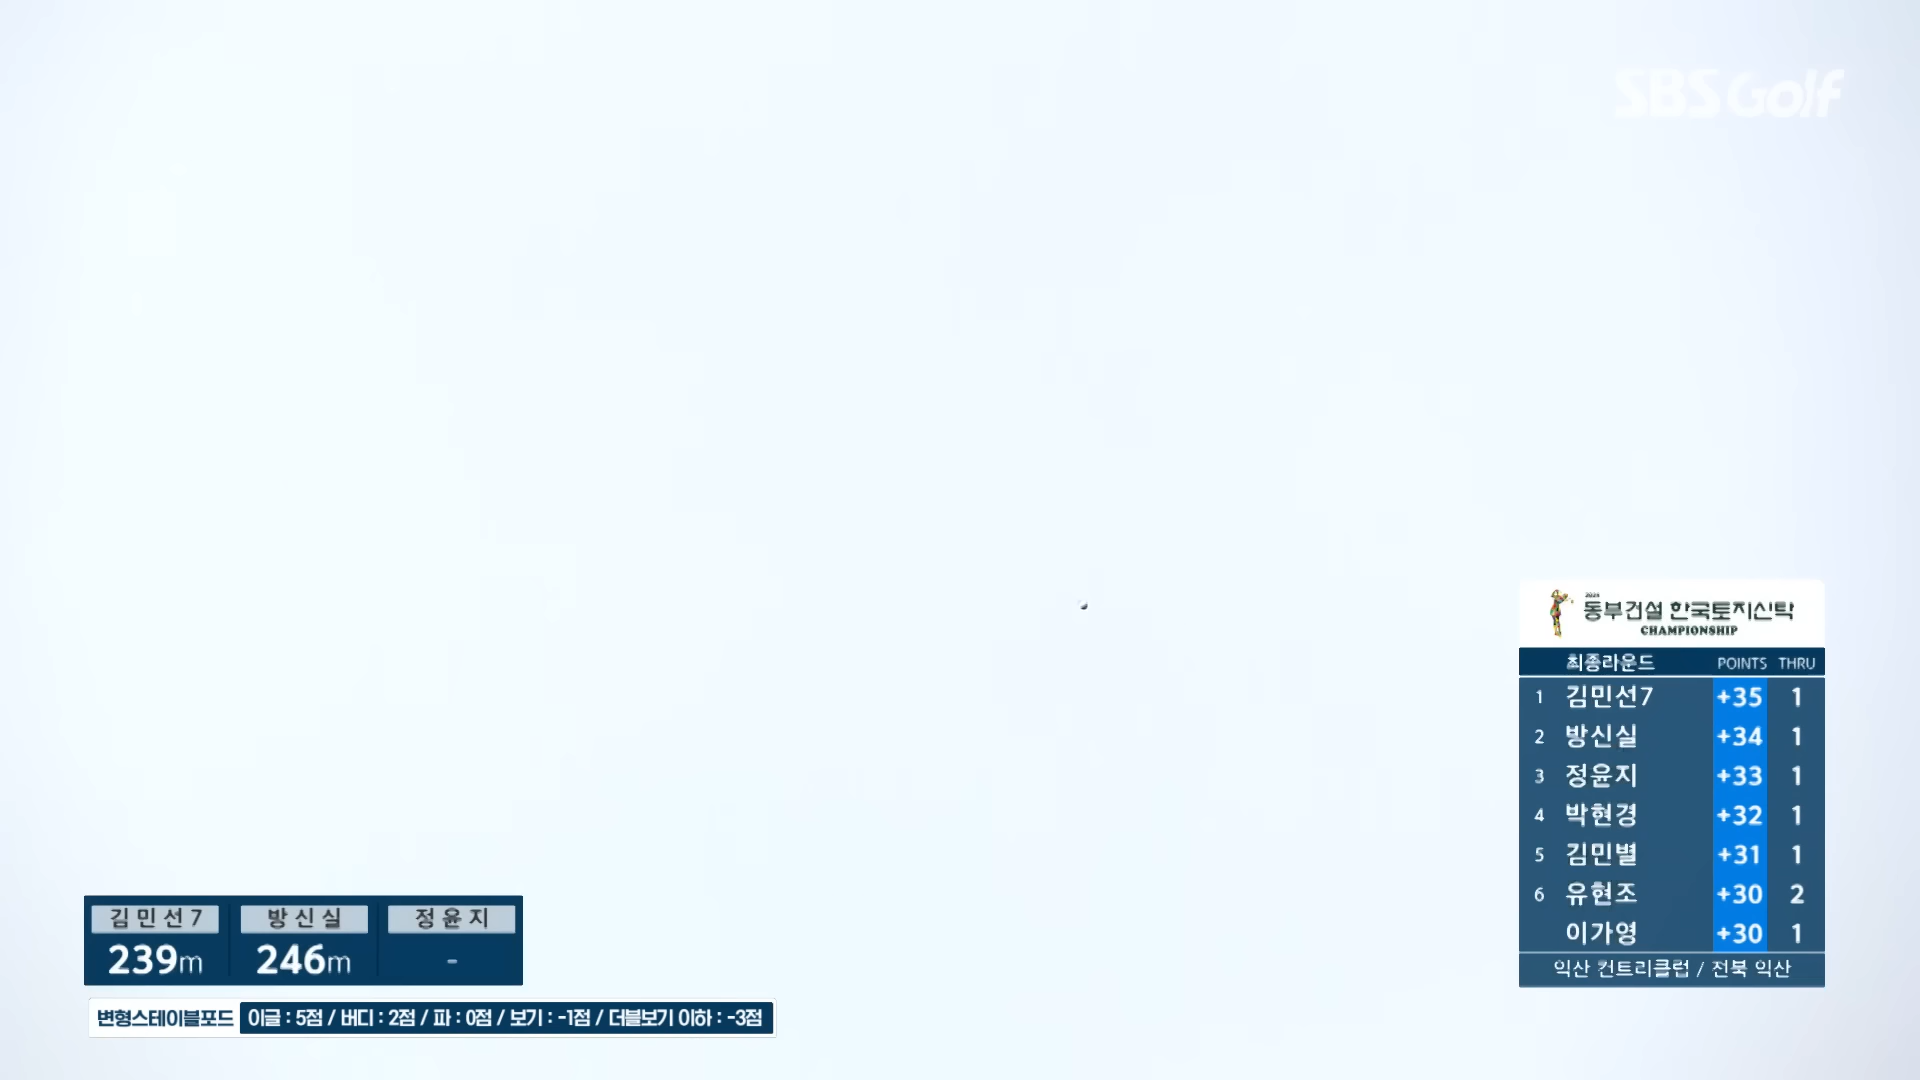 SBS Golf
동부건설 한국토지신탁
CHAMPIONSHIP
최종라운드 POINTS THRU
1 김민선7 +35 1
2 방신실 +34 1
3 정윤지 +33 1
4 박현경 +32 1
5 김민별 +31 1
6 유현조 +30 2
이가영 +30 1
익산 컨트리클럽 / 전북 익산
김민선7 방신실 정윤지
239m 246m -
변형스테이블포드 이글 : 5점 / 버디 : 2점 / 파 : 0점 / 보기 : -1점 / 더블보기 이하 : -3점